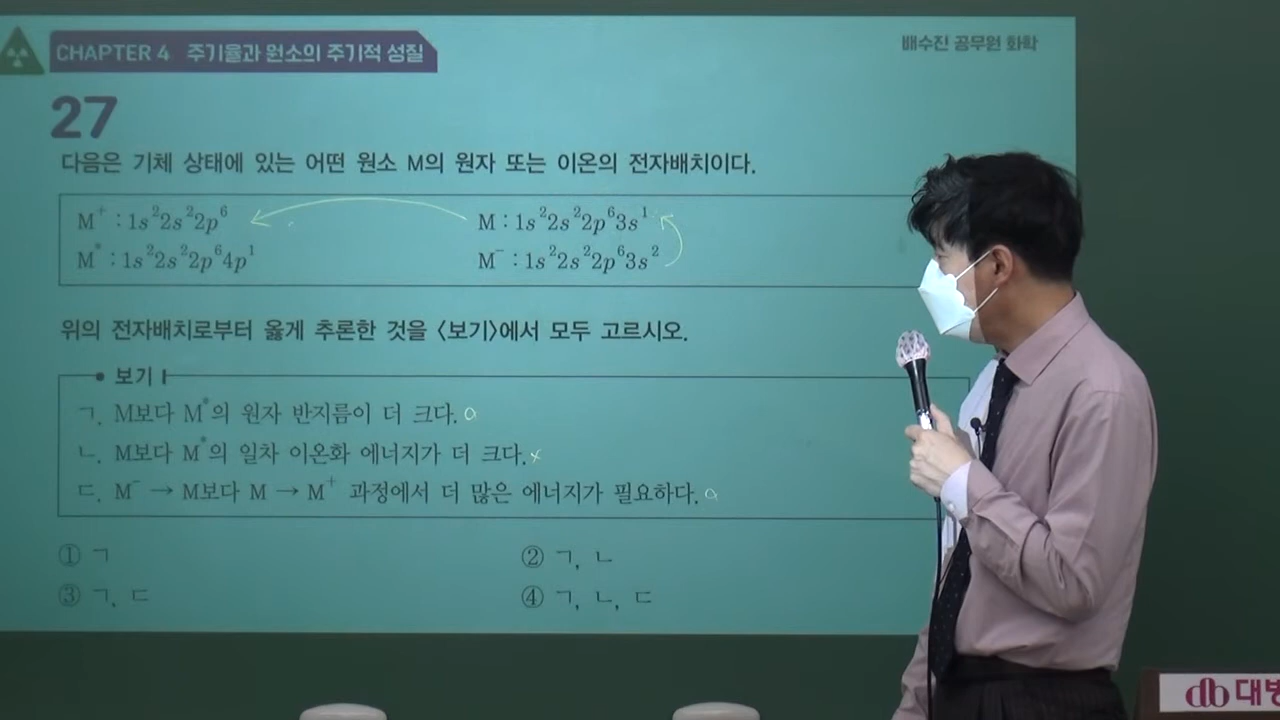 CHAPTER 4 주기율과 원소의 주기적 성질
배수진 공무원 화학
27
다음은 기체 상태에 있는 어떤 원소 M의 원자 또는 이온의 전자배치이다.
M⁺ : 1s²2s²2p⁶
M : 1s²2s²2p⁶3s¹
M* : 1s²2s²2p⁶4p¹
M⁻ : 1s²2s²2p⁶3s²
위의 전자배치로부터 옳게 추론한 것을 〈보기〉에서 모두 고르시오.
보기
ㄱ. M보다 M*의 원자 반지름이 더 크다. o
ㄴ. M보다 M*의 일차 이온화 에너지가 더 크다. x
ㄷ. M⁻ → M보다 M → M⁺ 과정에서 더 많은 에너지가 필요하다. o
① ㄱ
② ㄱ, ㄴ
③ ㄱ, ㄷ
④ ㄱ, ㄴ, ㄷ